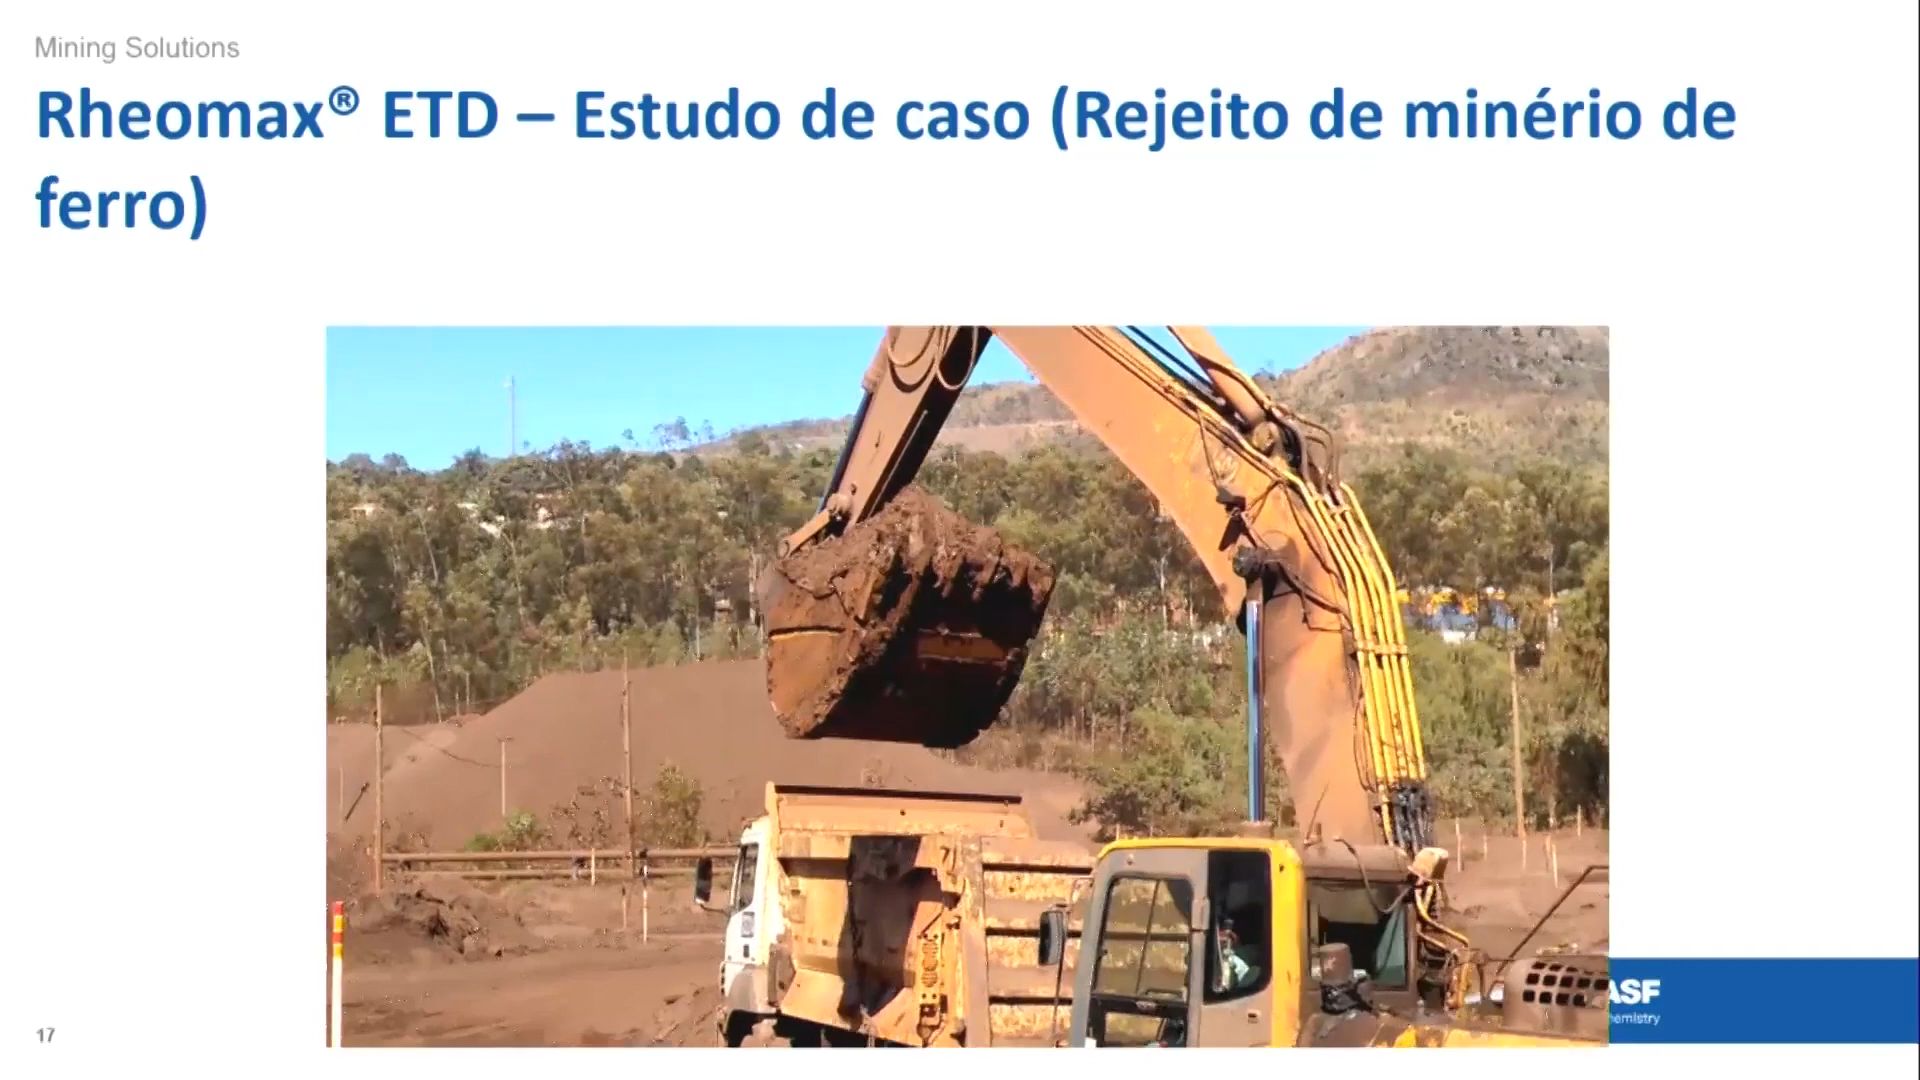 Mining Solutions
Rheomax® ETD – Estudo de caso (Rejeito de minério de
ferro)
ASF
hemistry
17